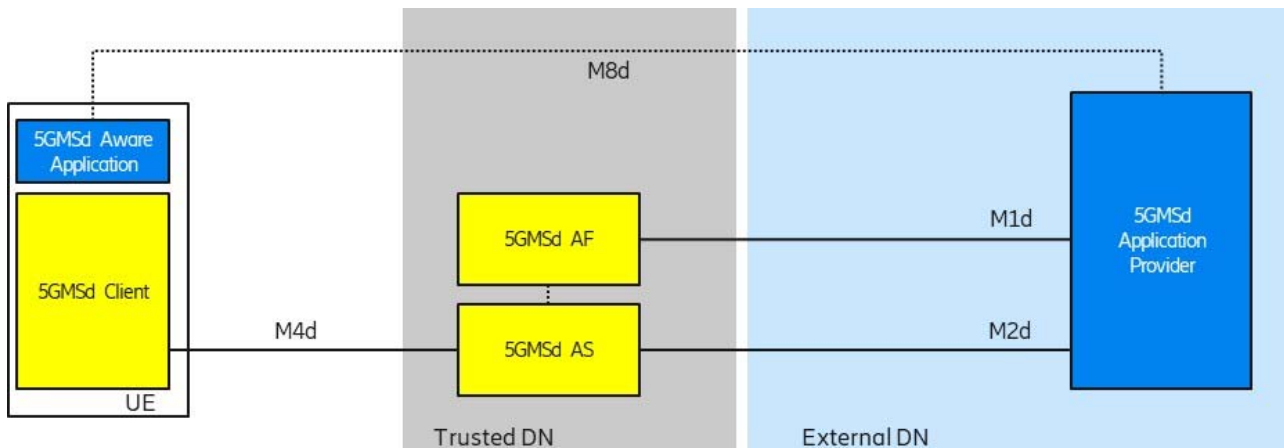 M8d
5GMSd Aware
Application
5GMSd Client
UE
M4d
5GMSd AF
5GMSd AS
Trusted DN
M1d
M2d
5GMSd
Application
Provider
External DN